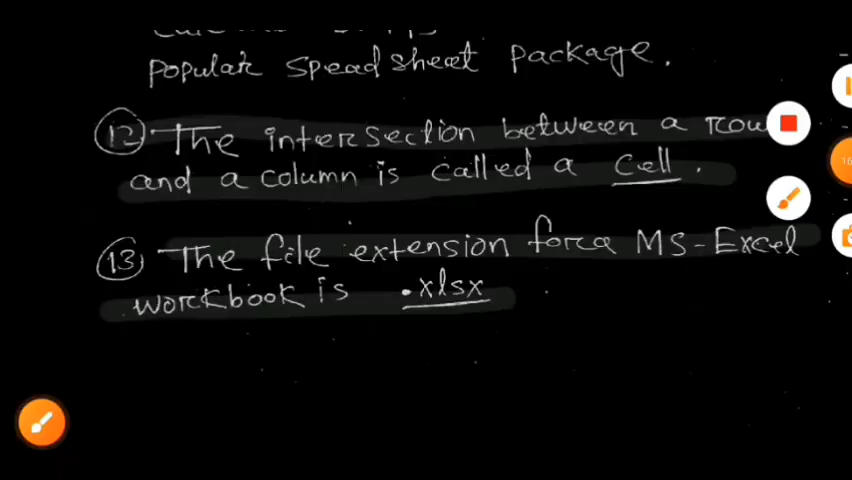 popular spreadsheet package.
12 The intersection between a row
and a column is called a cell.
13 The file extension for a MS-Excel
workbook is .xlsx
16